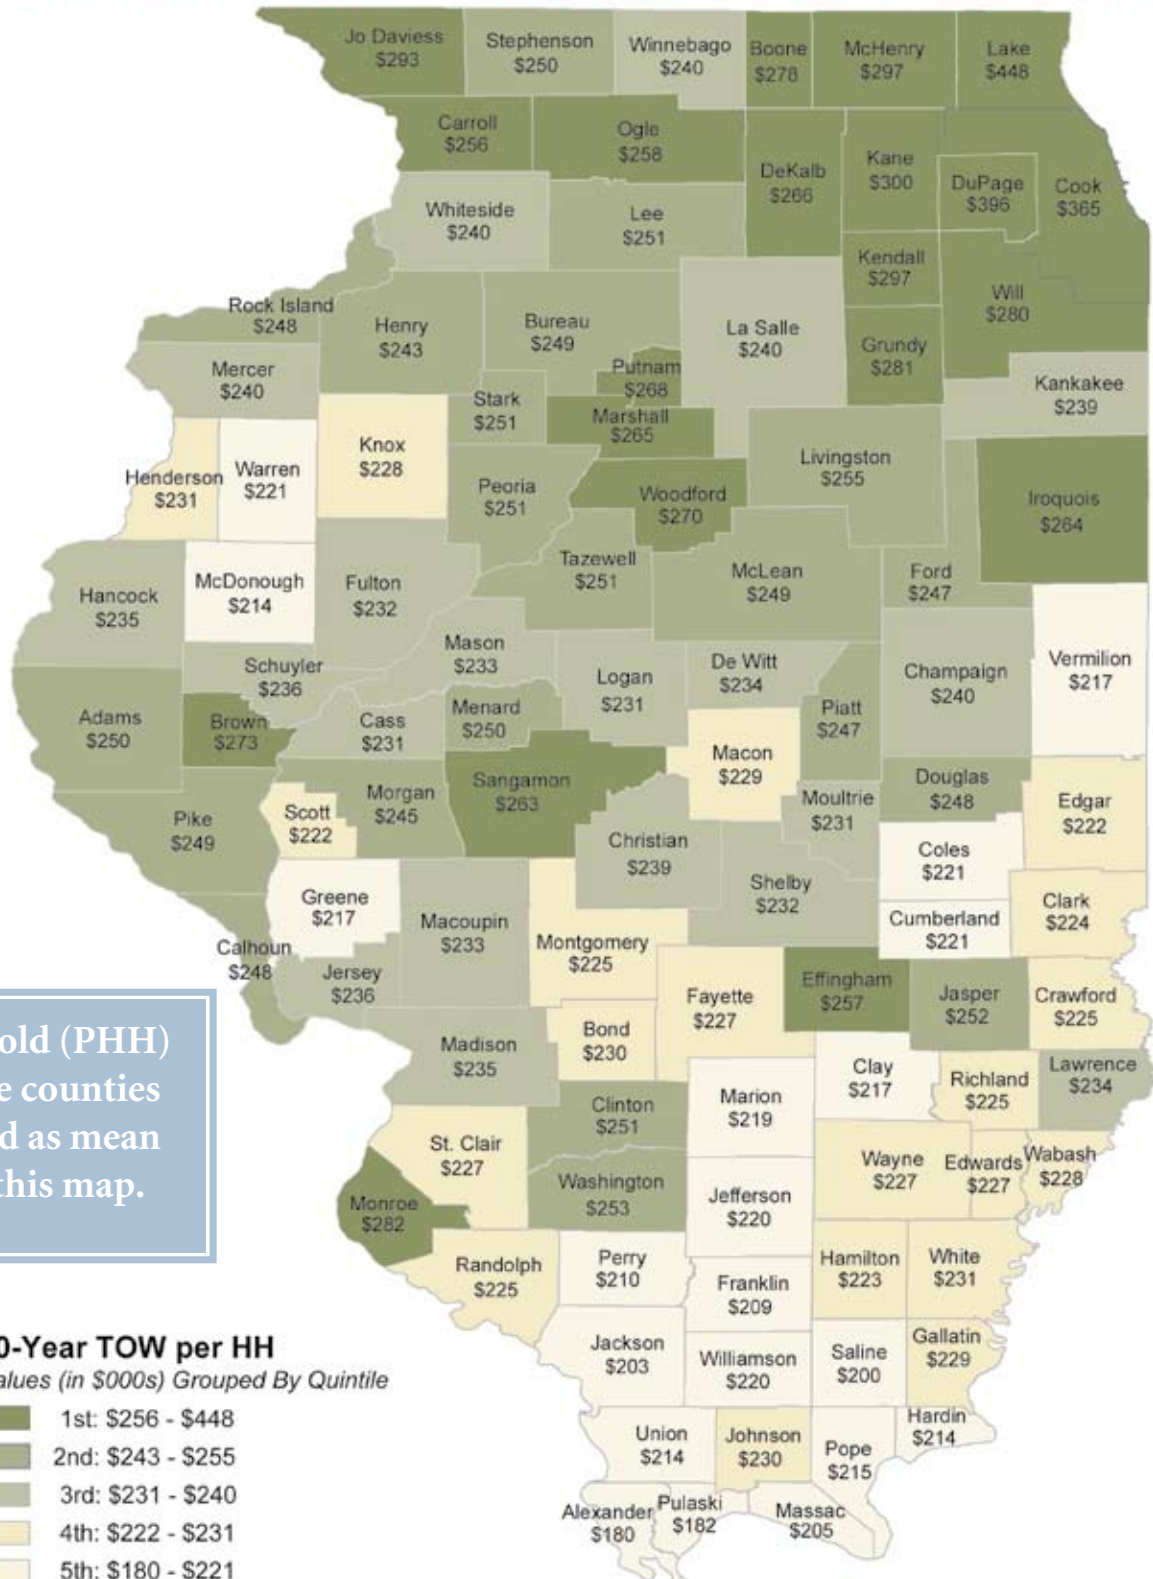 Jo Daviess
$293
Stephenson
$250
Winnebago
$240
Boone
$278
McHenry
$297
Lake
$448
Carroll
$256
Ogle
$258
DeKalb
$266
Kane
$300
DuPage
$396
Cook
$365
Whiteside
$240
Lee
$251
Kendall
$297
Will
$280
Rock Island
$248
Henry
$243
Bureau
$249
La Salle
$240
Grundy
$281
Mercer
$240
Putnam
$268
Kankakee
$239
Stark
$251
Marshall
$265
Henderson
$231
Warren
$221
Knox
$228
Peoria
$251
Woodford
$270
Livingston
$255
Iroquois
$264
Hancock
$235
McDonough
$214
Fulton
$232
Tazewell
$251
McLean
$249
Ford
$247
Schuyler
$236
Mason
$233
Logan
$231
De Witt
$234
Champaign
$240
Vermilion
$217
Adams
$250
Brown
$273
Cass
$231
Menard
$250
Piatt
$247
Macon
$229
Pike
$249
Scott
$222
Morgan
$245
Sangamon
$263
Christian
$239
Moultrie
$231
Douglas
$248
Edgar
$222
Coles
$221
Greene
$217
Macoupin
$233
Shelby
$232
Cumberland
$221
Clark
$224
Calhoun
$248
Jersey
$236
Montgomery
$225
Fayette
$227
Effingham
$257
Jasper
$252
Crawford
$225
Madison
$235
Bond
$230
Clay
$217
Richland
$225
Lawrence
$234
Clinton
$251
Marion
$219
St. Clair
$227
Washington
$253
Jefferson
$220
Wayne
$227
Edwards
$227
Wabash
$228
Monroe
$282
Randolph
$225
Perry
$210
Franklin
$209
Hamilton
$223
White
$231
Jackson
$203
Williamson
$220
Saline
$200
Gallatin
$229
Union
$214
Johnson
$230
Pope
$215
Hardin
$214
Alexander
$180
Pulaski
$182
Massac
$205
old (PHH)
e counties
d as mean
this map.
0-Year TOW per HH
alues (in $000s) Grouped By Quintile
1st: $256 - $448
2nd: $243 - $255
3rd: $231 - $240
4th: $222 - $231
5th: $180 - $221